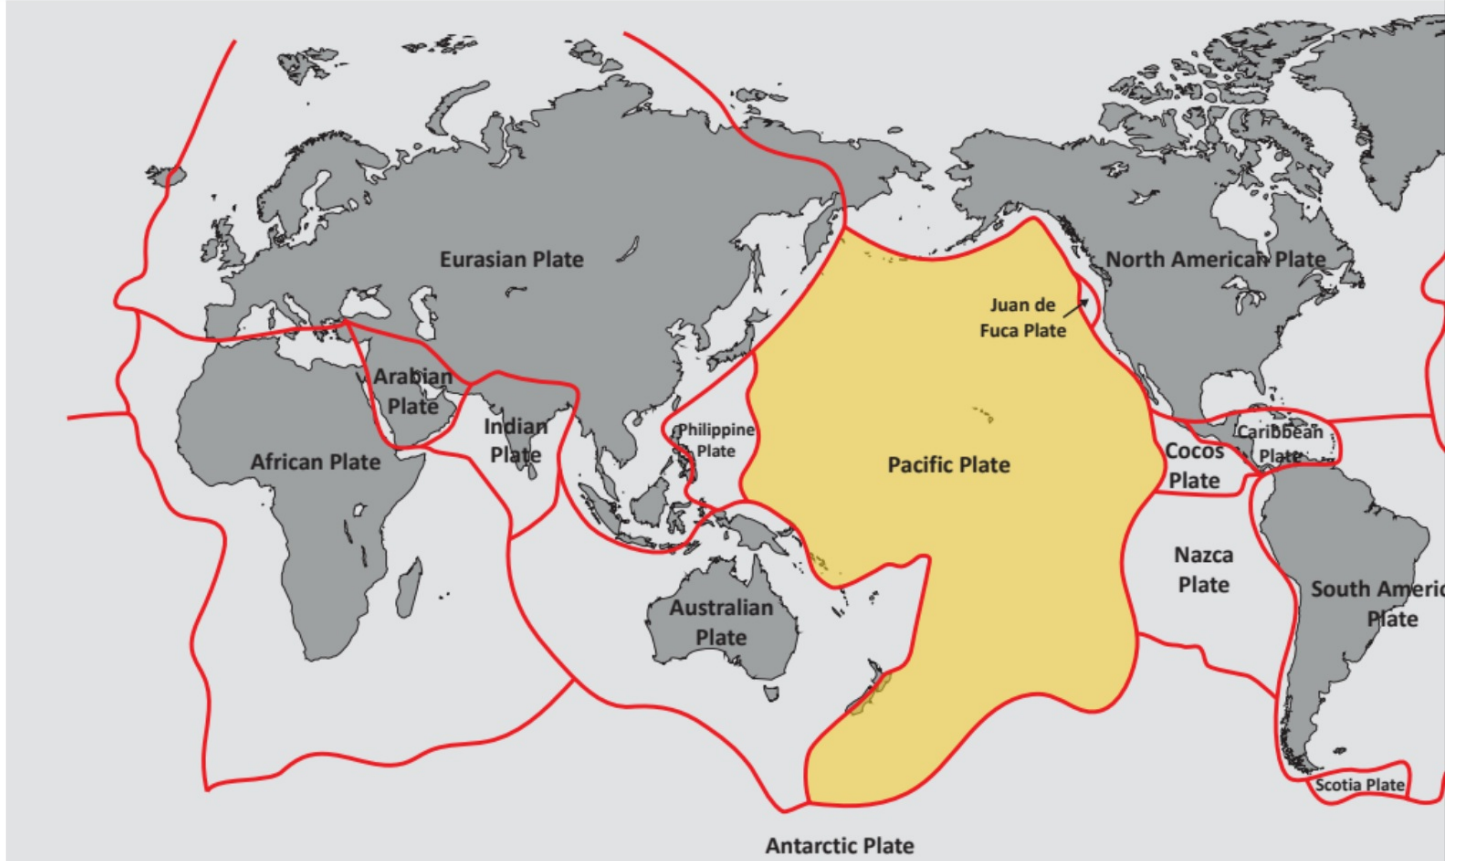 Eurasian Plate
North American Plate
Juan de
Fuca Plate
Arabian
Plate
Indian
Plate
Philippine
Plate
African Plate
Pacific Plate
Cocos
Plate
Caribbean
Plate
Nazca
Plate
Australian
Plate
South Americ
Plate
Scotia Plate
Antarctic Plate